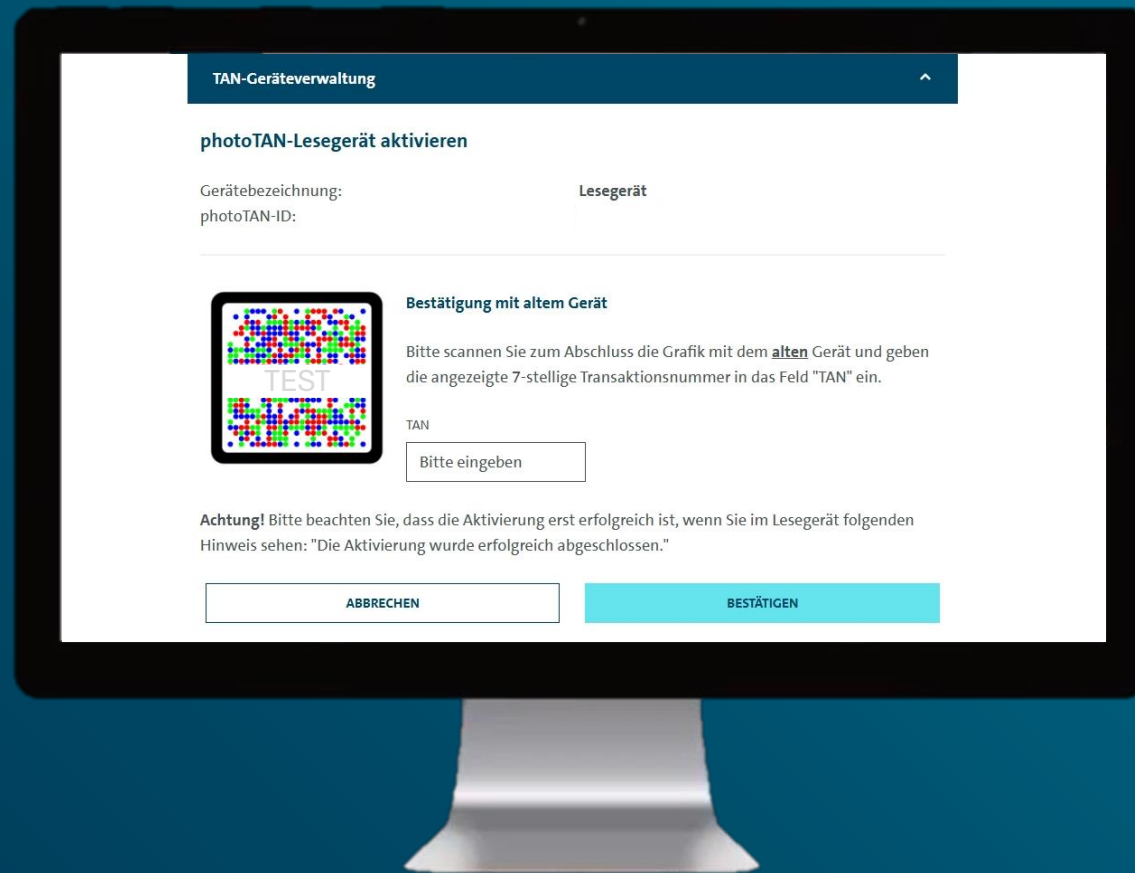 TAN-Geräteverwaltung
photoTAN-Lesegerät aktivieren
Gerätebezeichnung: Lesegerät
photoTAN-ID:
Bestätigung mit altem Gerät
Bitte scannen Sie zum Abschluss die Grafik mit dem alten Gerät und geben
die angezeigte 7-stellige Transaktionsnummer in das Feld "TAN" ein.
TEST
TAN
Bitte eingeben
Achtung! Bitte beachten Sie, dass die Aktivierung erst erfolgreich ist, wenn Sie im Lesegerät folgenden
Hinweis sehen: "Die Aktivierung wurde erfolgreich abgeschlossen."
ABBRECHEN BESTÄTIGEN